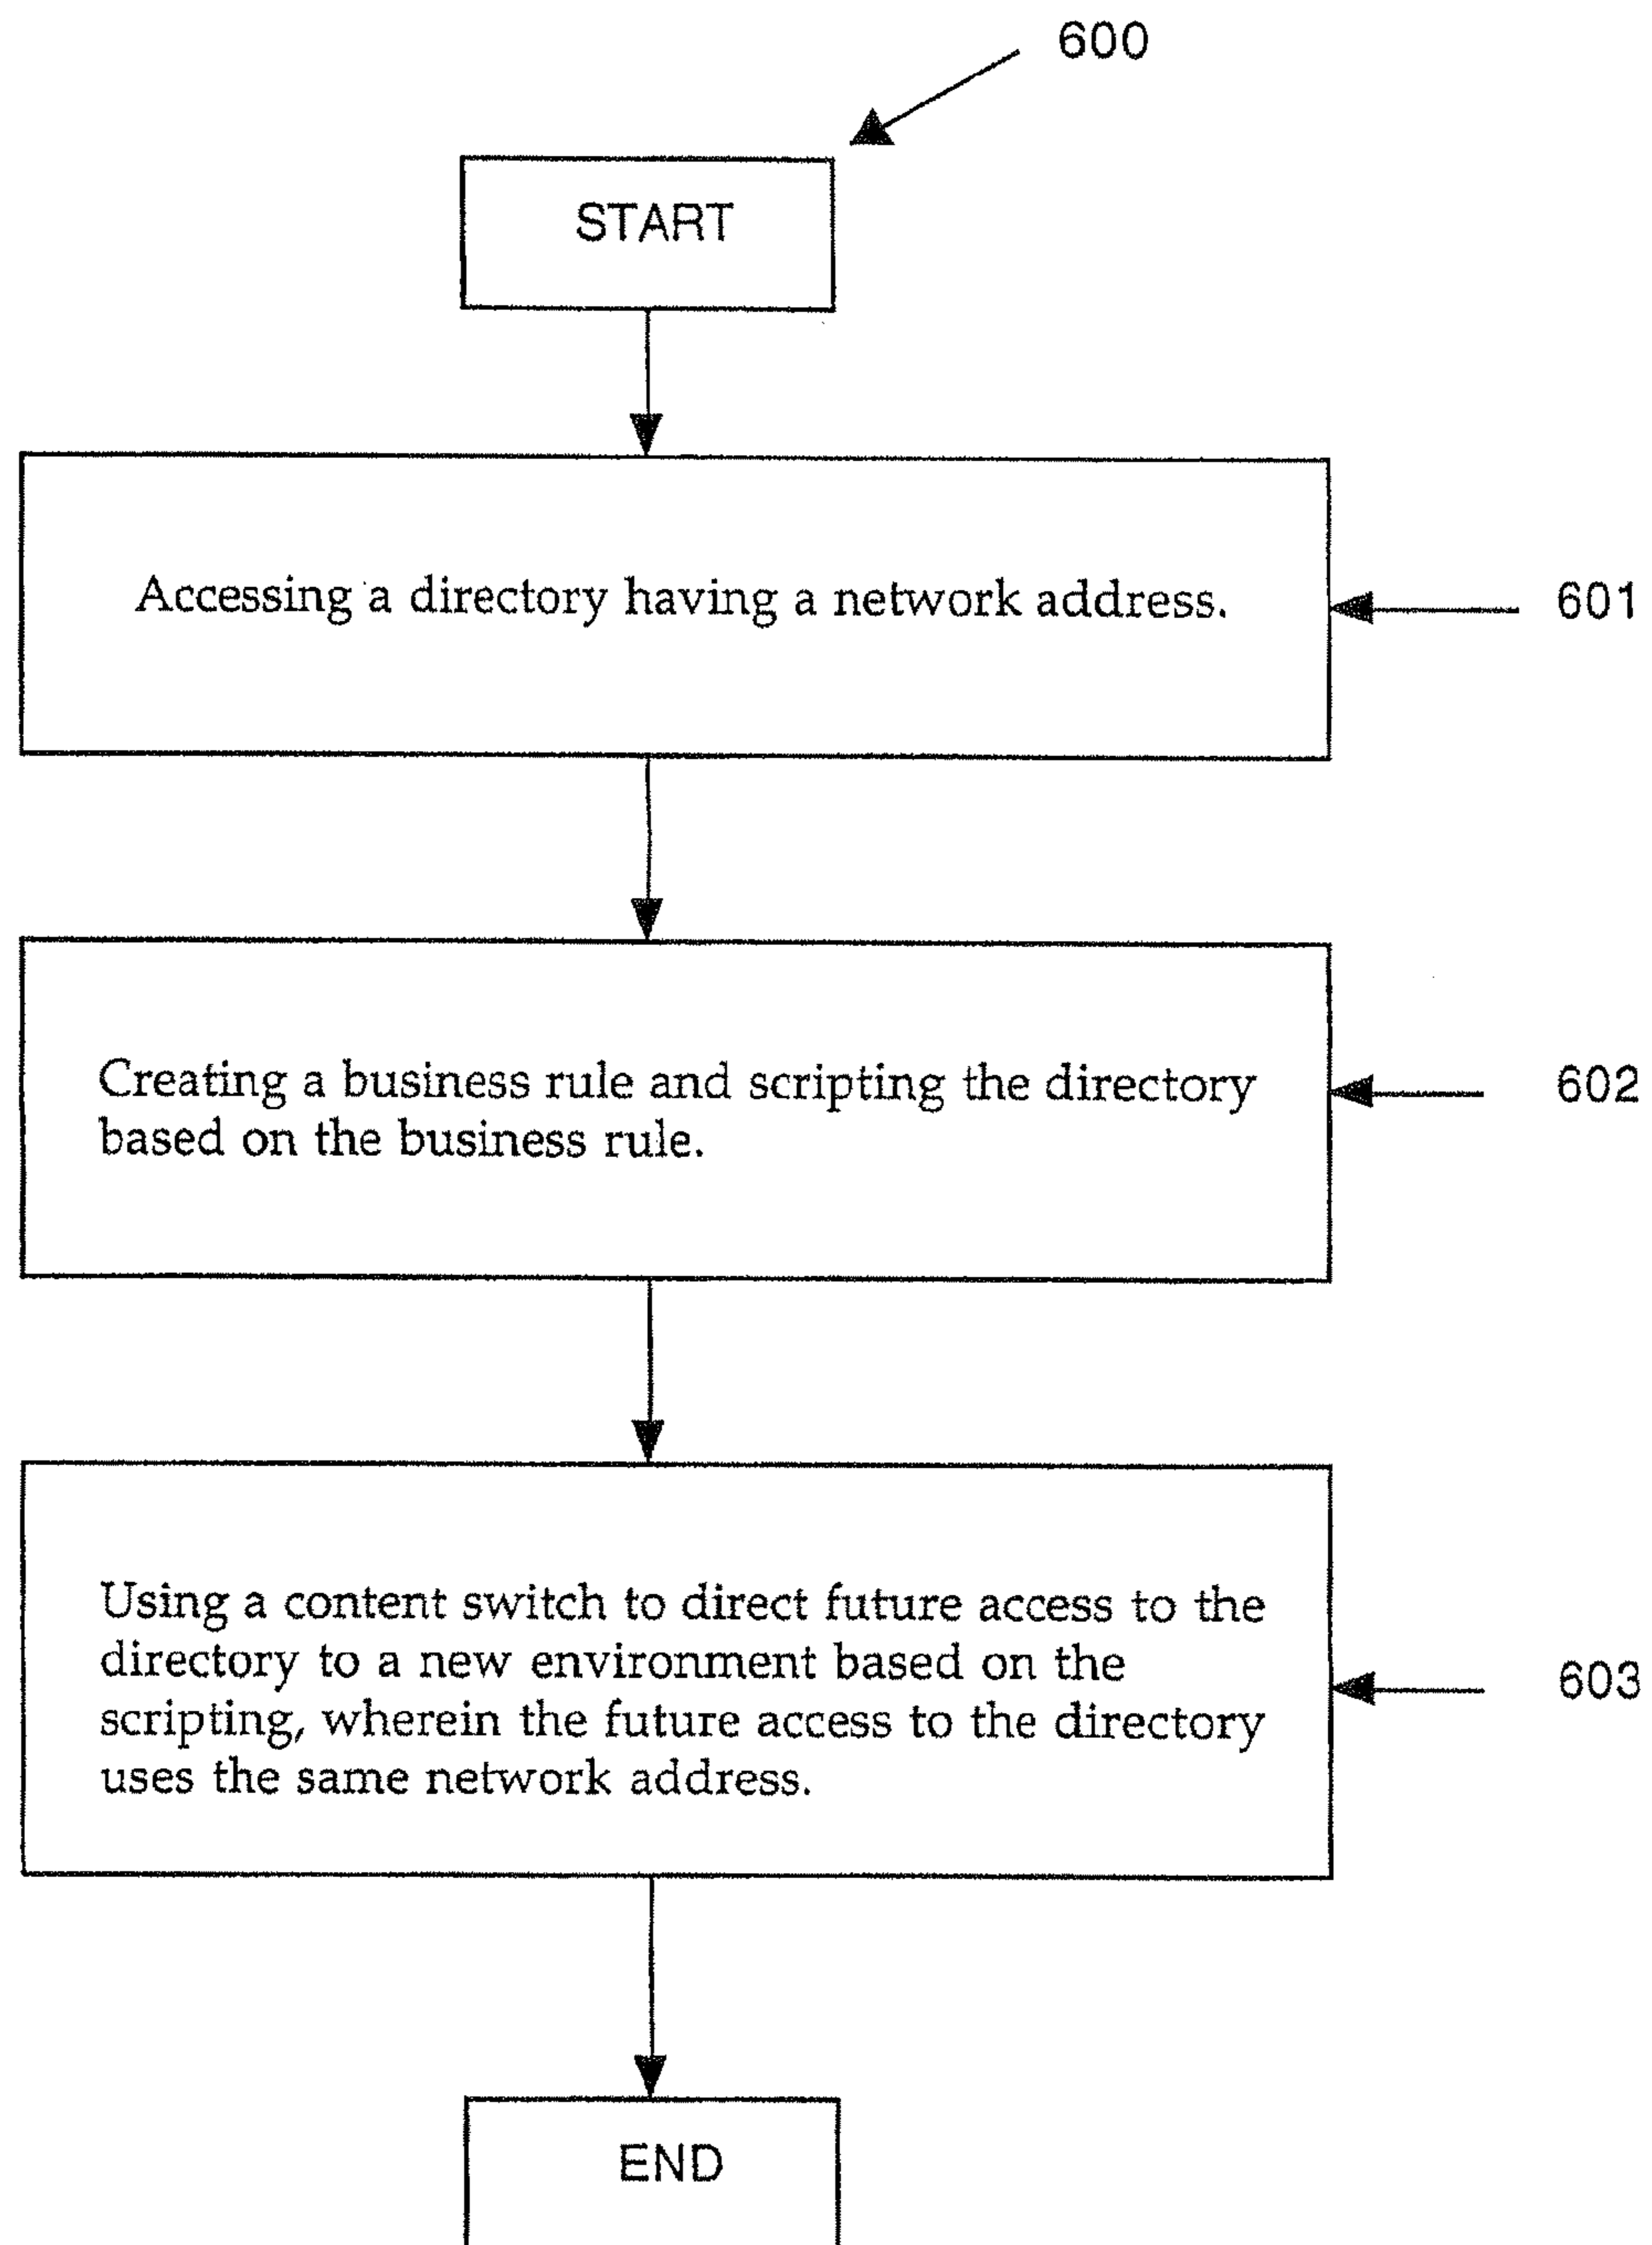 600
START
Accessing a directory having a network address.
601
Creating a business rule and scripting the directory
based on the business rule.
602
Using a content switch to direct future access to the
directory to a new environment based on the
scripting, wherein the future access to the directory
uses the same network address.
603
END